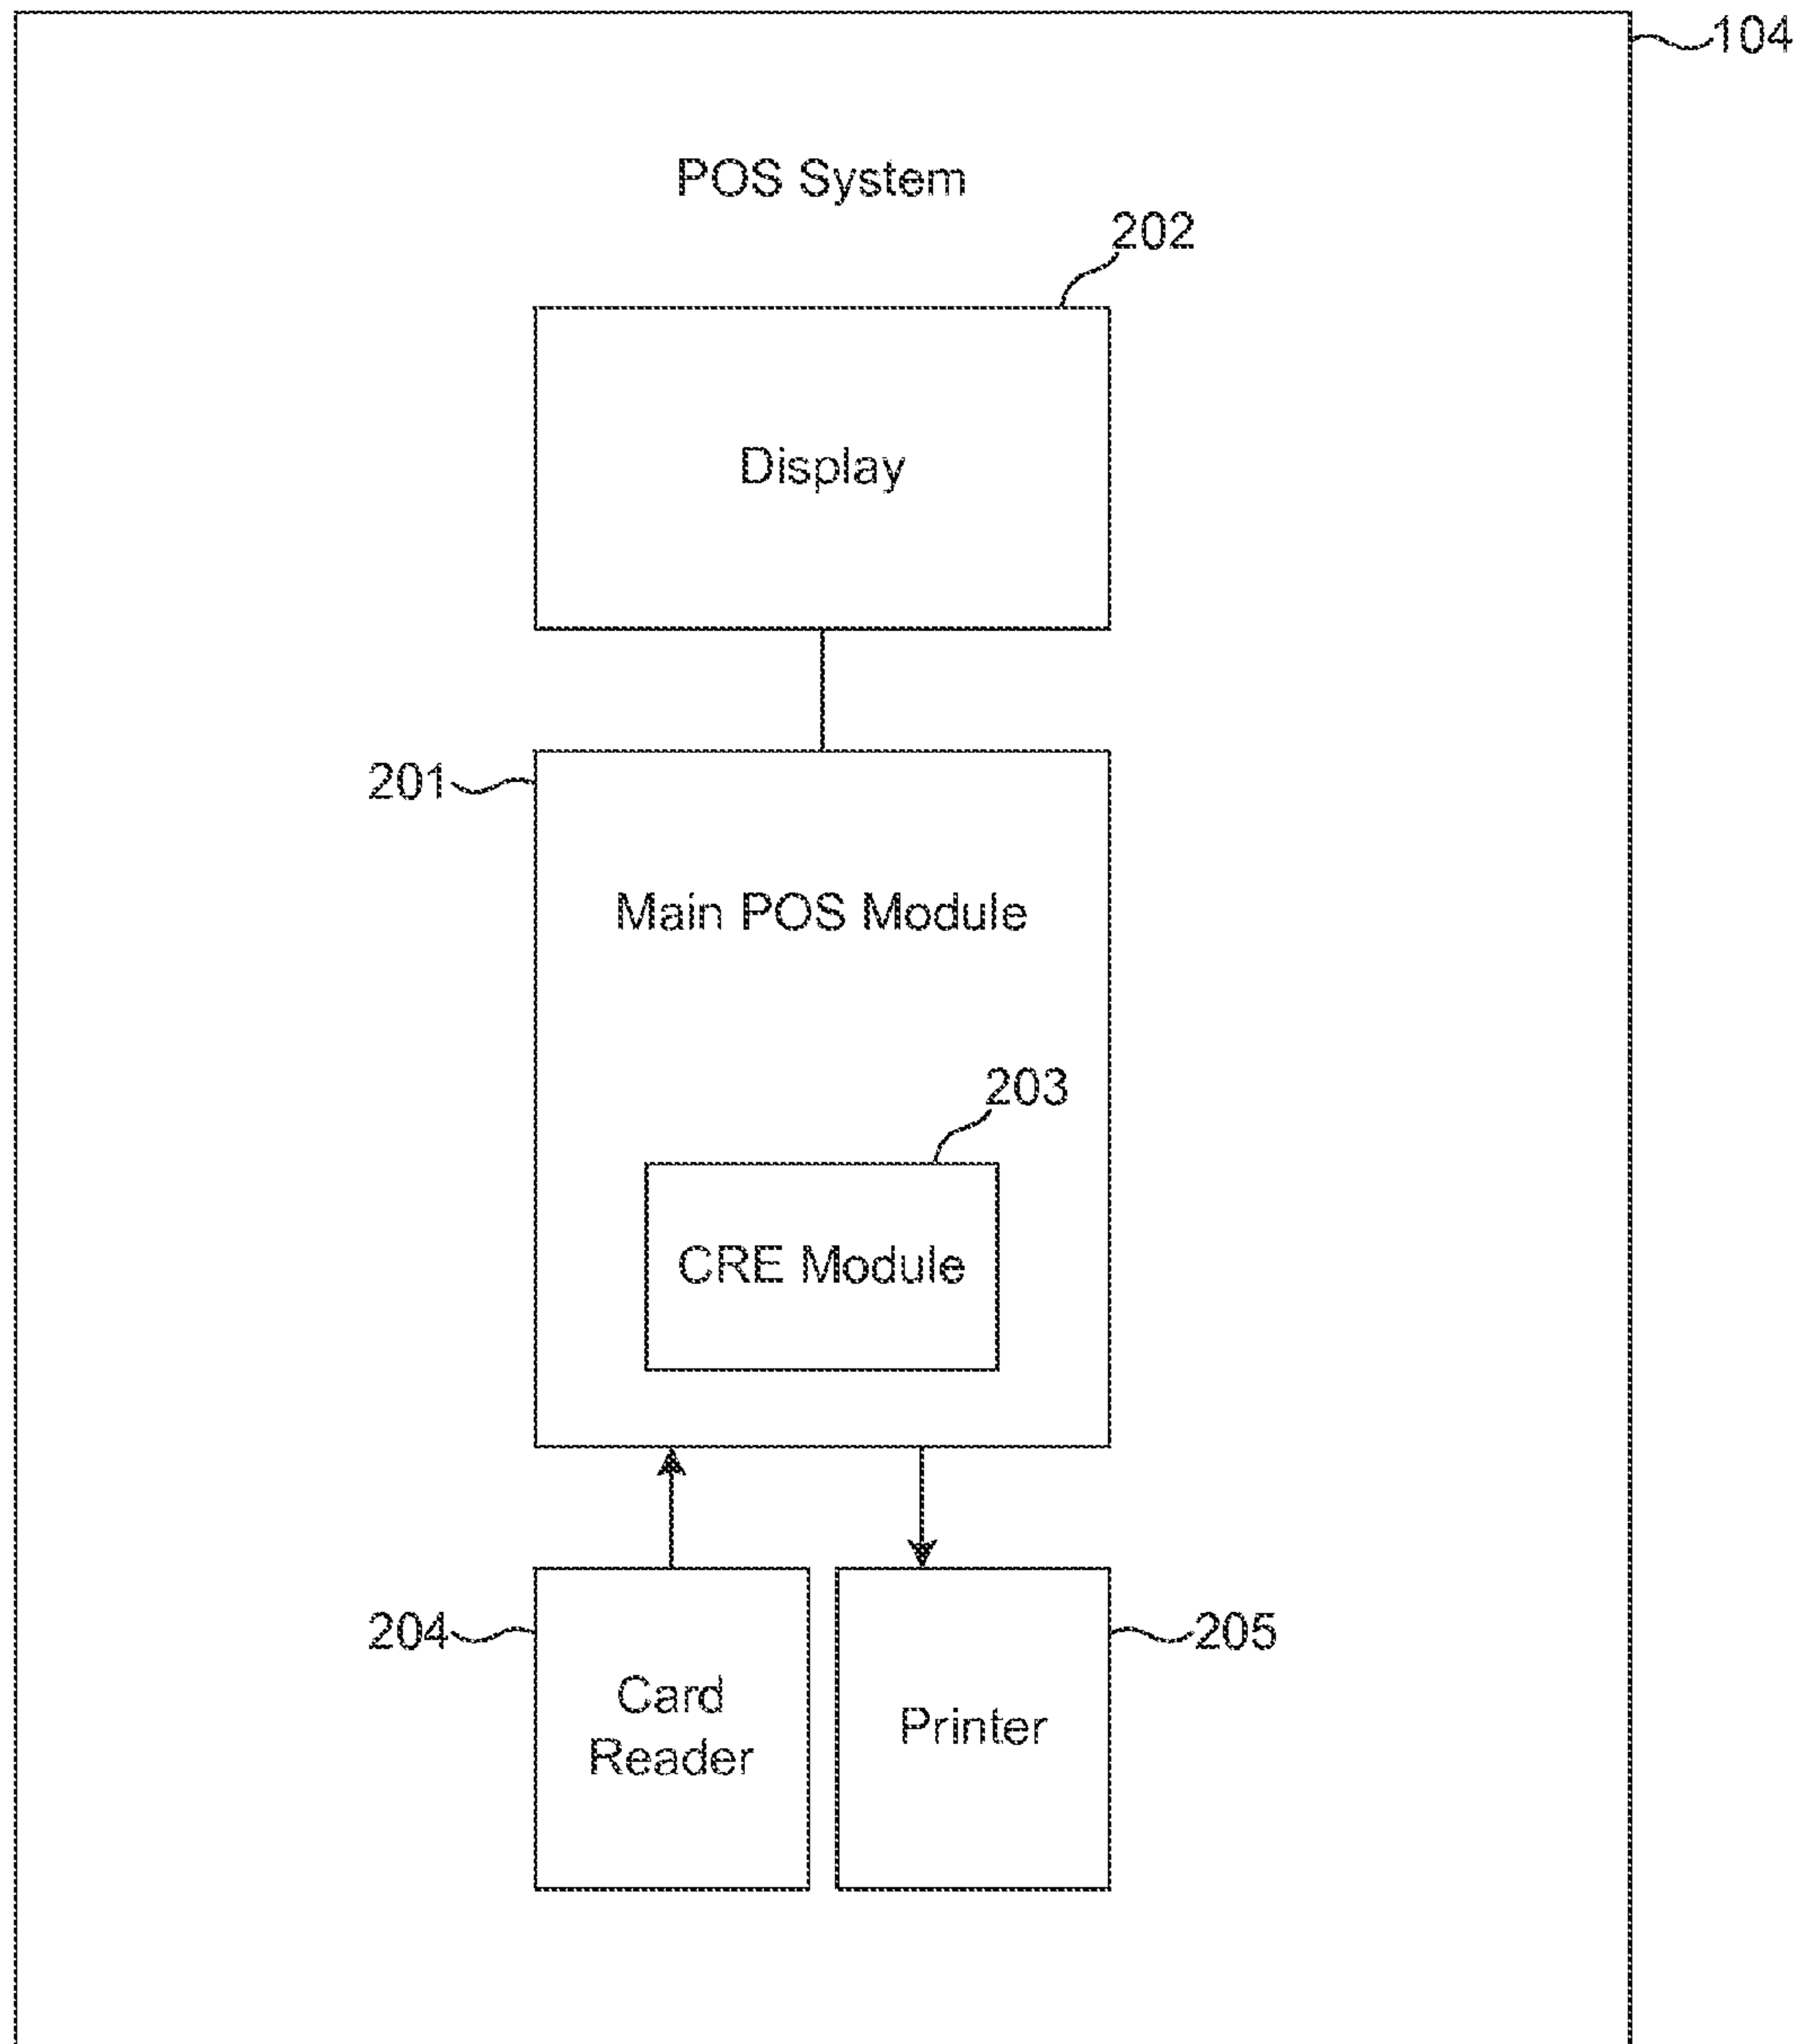 104
POS System
202
Display
201
Main POS Module
203
CRE Module
204
205
Card
Reader
Printer